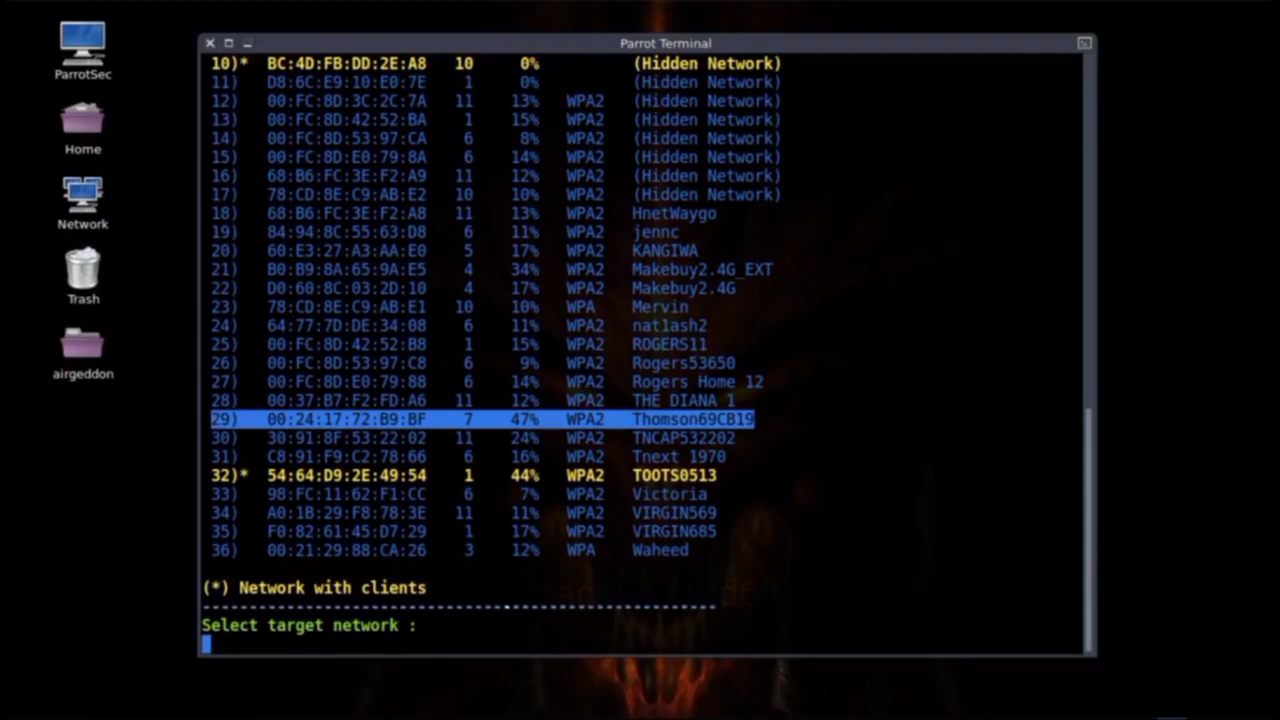 Parrot Terminal
ParrotSec
Home
Network
Trash
airgeddon
10)* BC:4D:FB:DD:2E:A8 10 0% (Hidden Network)
11) D8:6C:E9:10:E0:7E 1 0% (Hidden Network)
12) 00:FC:8D:3C:2C:7A 11 13% WPA2 (Hidden Network)
13) 00:FC:8D:42:52:BA 1 15% WPA2 (Hidden Network)
14) 00:FC:8D:53:97:CA 6 8% WPA2 (Hidden Network)
15) 00:FC:8D:E0:79:8A 6 14% WPA2 (Hidden Network)
16) 68:B6:FC:3E:F2:A9 11 12% WPA2 (Hidden Network)
17) 78:CD:8E:C9:AB:E2 10 10% WPA2 (Hidden Network)
18) 68:B6:FC:3E:F2:A8 11 13% WPA2 HnetWaygo
19) 84:94:8C:55:63:D8 6 11% WPA2 jennc
20) 60:E3:27:A3:AA:E0 5 17% WPA2 KANGIWA
21) B0:B9:8A:65:9A:E5 4 34% WPA2 Makebuy2.4G_EXT
22) D0:60:8C:03:2D:10 4 17% WPA2 Makebuy2.4G
23) 78:CD:8E:C9:AB:E1 10 10% WPA Mervin
24) 64:77:7D:DE:34:08 6 11% WPA2 nat1ash2
25) 00:FC:8D:42:52:B8 1 15% WPA2 ROGERS11
26) 00:FC:8D:53:97:C8 6 9% WPA2 Rogers53650
27) 00:FC:8D:E0:79:88 6 14% WPA2 Rogers Home 12
28) 00:37:B7:F2:FD:A6 11 12% WPA2 THE DIANA 1
29) 00:24:17:72:B9:BF 7 47% WPA2 Thomson69CB19
30) 30:91:8F:53:22:02 11 24% WPA2 TNCAP532202
31) C8:91:F9:C2:78:66 6 16% WPA2 Tnext 1970
32)* 54:64:D9:2E:49:54 1 44% WPA2 TOOTS0513
33) 98:FC:11:62:F1:CC 6 7% WPA2 Victoria
34) A0:1B:29:F8:78:3E 11 11% WPA2 VIRGIN569
35) F0:82:61:45:D7:29 1 17% WPA2 VIRGIN685
36) 00:21:29:88:CA:26 3 12% WPA Waheed
(*) Network with clients
-------------------------------------------------------
Select target network :